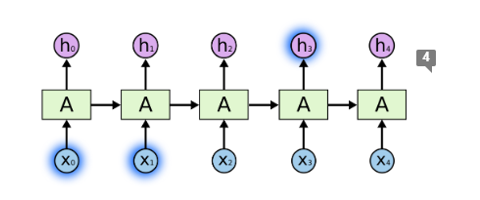 h₀ h₁ h₂ h₃ h₄
4
A A A A A
x₀ x₁ x₂ x₃ x₄